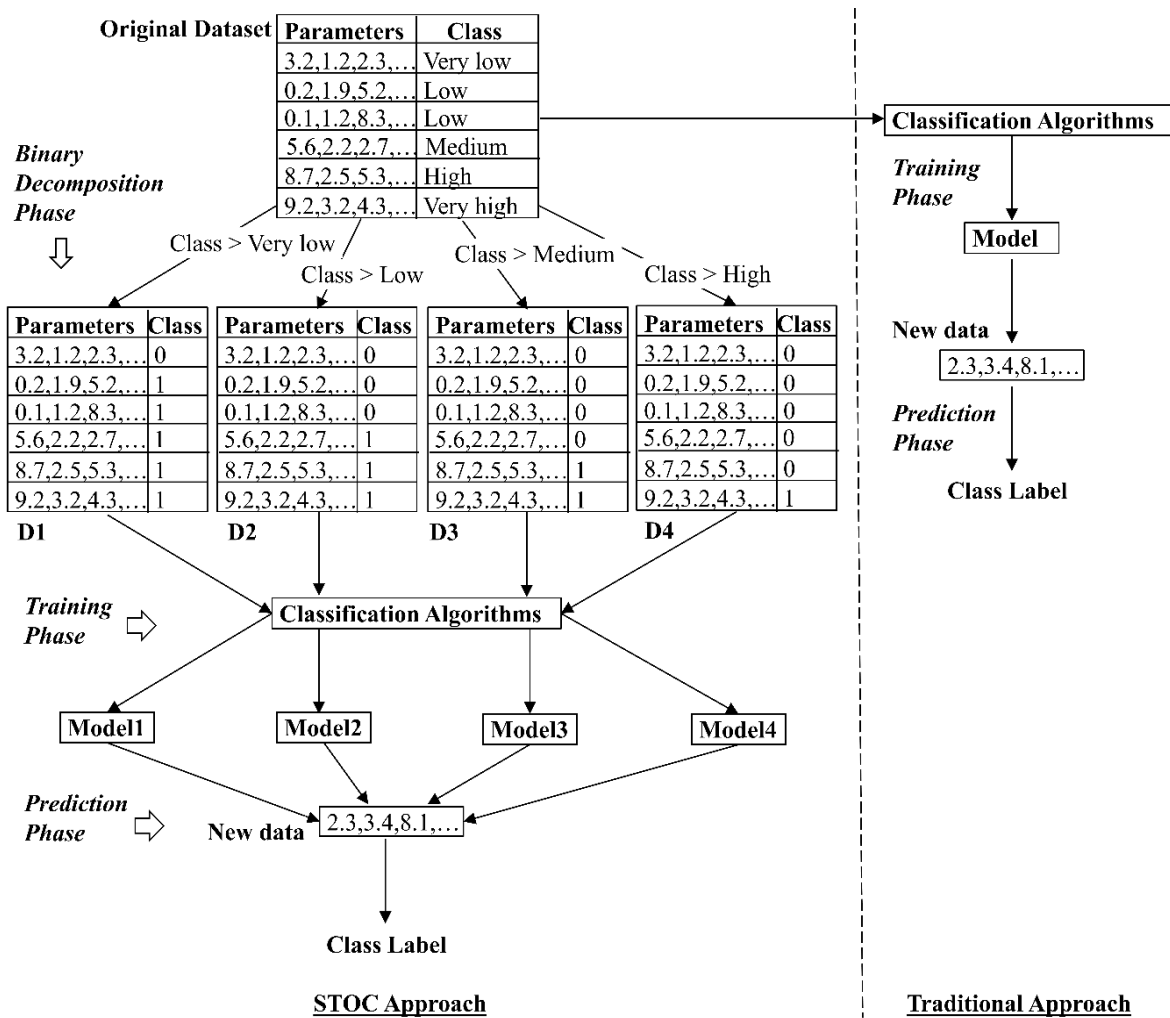 Original Dataset
Parameters Class
3.2,1.2,2.3,… Very low
0.2,1.9,5.2,… Low
0.1,1.2,8.3,… Low
5.6,2.2,2.7,… Medium
8.7,2.5,5.3,… High
9.2,3.2,4.3,… Very high
Binary
Decomposition
Phase
Class > Very low
Class > Low
Class > Medium
Class > High
Parameters Class
3.2,1.2,2.3,… 0
0.2,1.9,5.2,… 1
0.1,1.2,8.3,… 1
5.6,2.2,2.7,… 1
8.7,2.5,5.3,… 1
9.2,3.2,4.3,… 1
D1
Parameters Class
3.2,1.2,2.3,… 0
0.2,1.9,5.2,… 0
0.1,1.2,8.3,… 0
5.6,2.2,2.7,… 1
8.7,2.5,5.3,… 1
9.2,3.2,4.3,… 1
D2
Parameters Class
3.2,1.2,2.3,… 0
0.2,1.9,5.2,… 0
0.1,1.2,8.3,… 0
5.6,2.2,2.7,… 0
8.7,2.5,5.3,… 1
9.2,3.2,4.3,… 1
D3
Parameters Class
3.2,1.2,2.3,… 0
0.2,1.9,5.2,… 0
0.1,1.2,8.3,… 0
5.6,2.2,2.7,… 0
8.7,2.5,5.3,… 0
9.2,3.2,4.3,… 1
D4
Training
Phase
Classification Algorithms
Model1
Model2
Model3
Model4
Prediction
Phase
New data
2.3,3.4,8.1,…
Class Label
STOC Approach
Classification Algorithms
Training
Phase
Model
New data
2.3,3.4,8.1,…
Prediction
Phase
Class Label
Traditional Approach